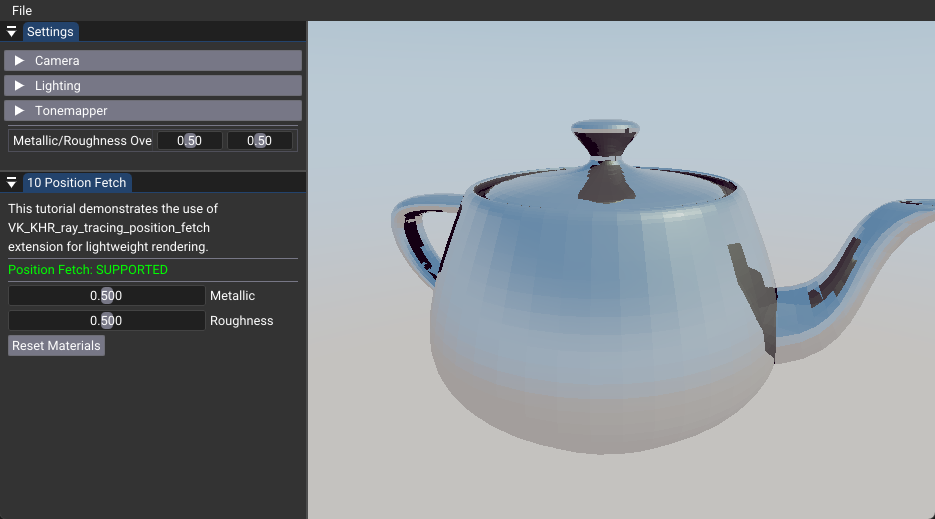 File
Settings
Camera
Lighting
Tonemapper
Metallic/Roughness Ove 0.50 0.50
10 Position Fetch
This tutorial demonstrates the use of
VK_KHR_ray_tracing_position_fetch
extension for lightweight rendering.
Position Fetch: SUPPORTED
0.500 Metallic
0.500 Roughness
Reset Materials